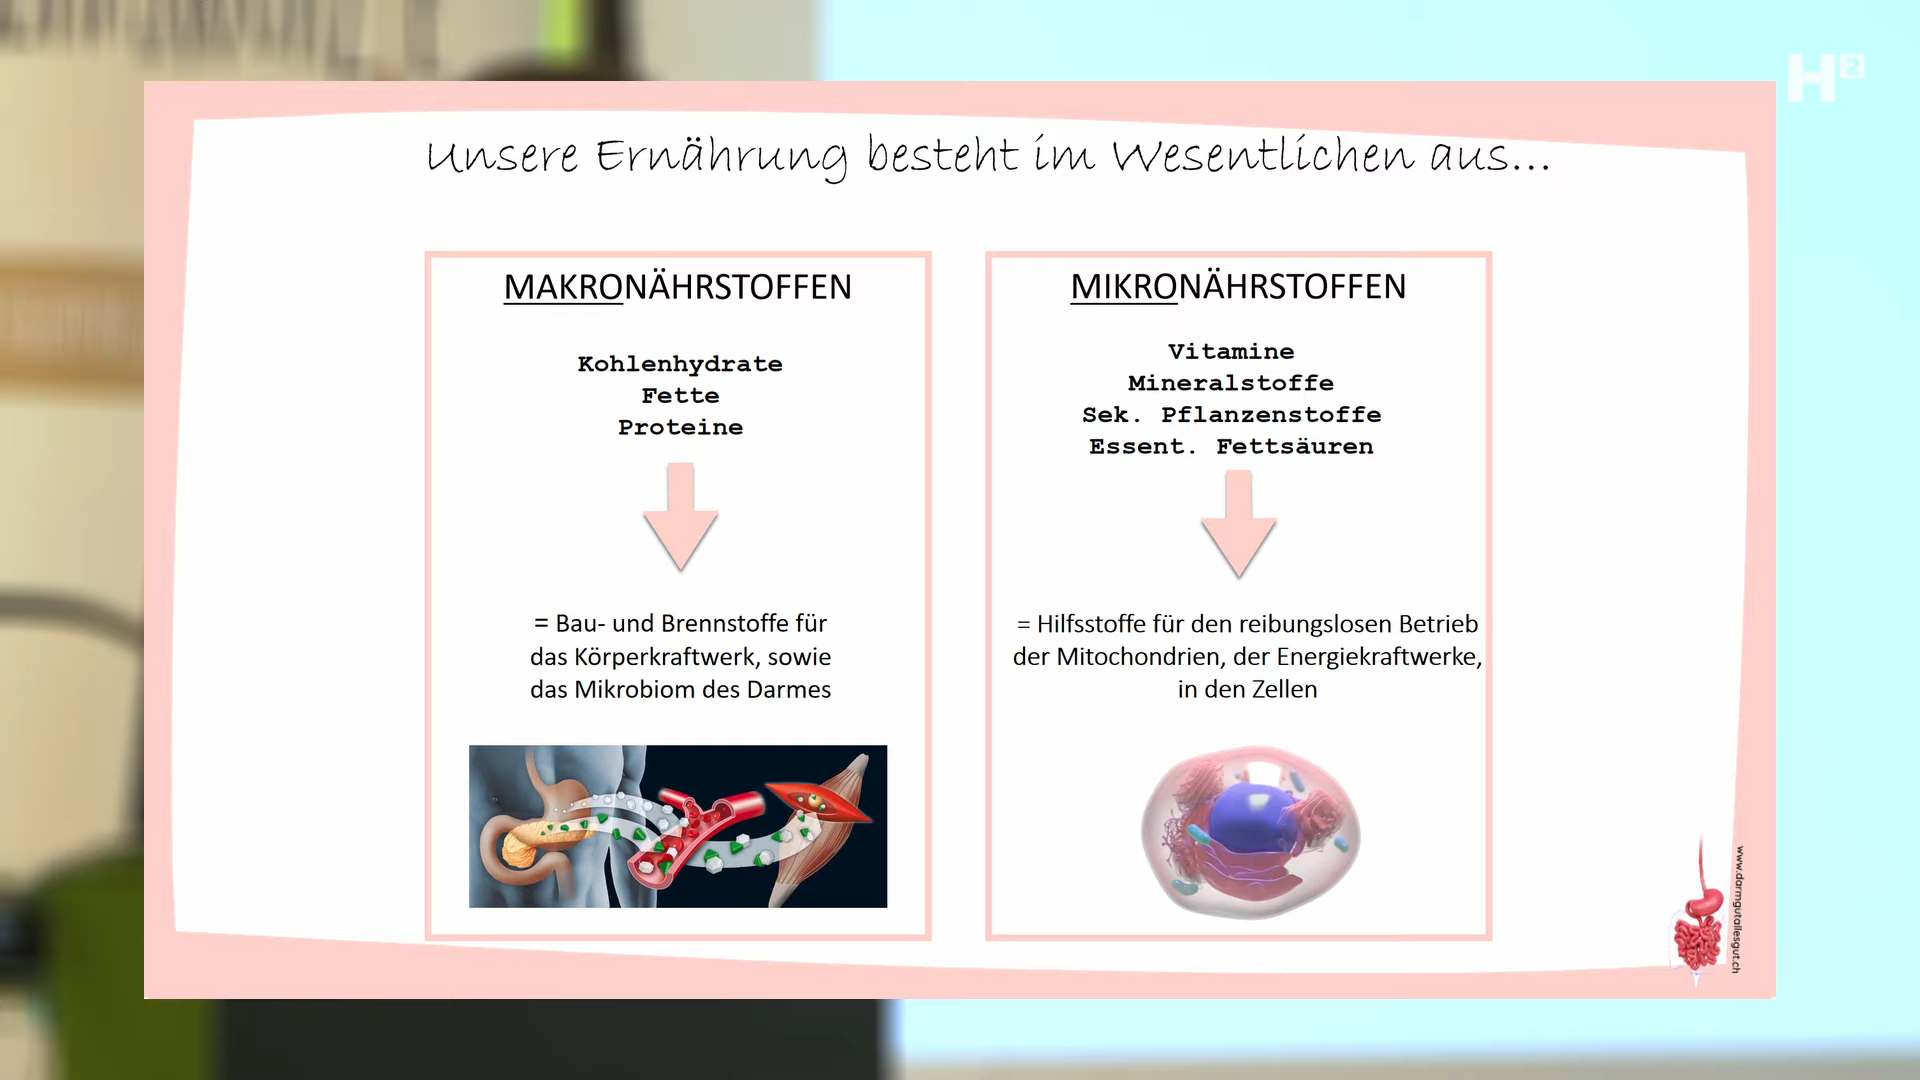 H²
Unsere Ernährung besteht im Wesentlichen aus...
MAKRONÄHRSTOFFEN
Kohlenhydrate
Fette
Proteine
= Bau- und Brennstoffe für
das Körperkraftwerk, sowie
das Mikrobiom des Darmes
MIKRONÄHRSTOFFEN
Vitamine
Mineralstoffe
Sek. Pflanzenstoffe
Essent. Fettsäuren
= Hilfsstoffe für den reibungslosen Betrieb
der Mitochondrien, der Energiekraftwerke,
in den Zellen
www.darmgutallesgut.ch